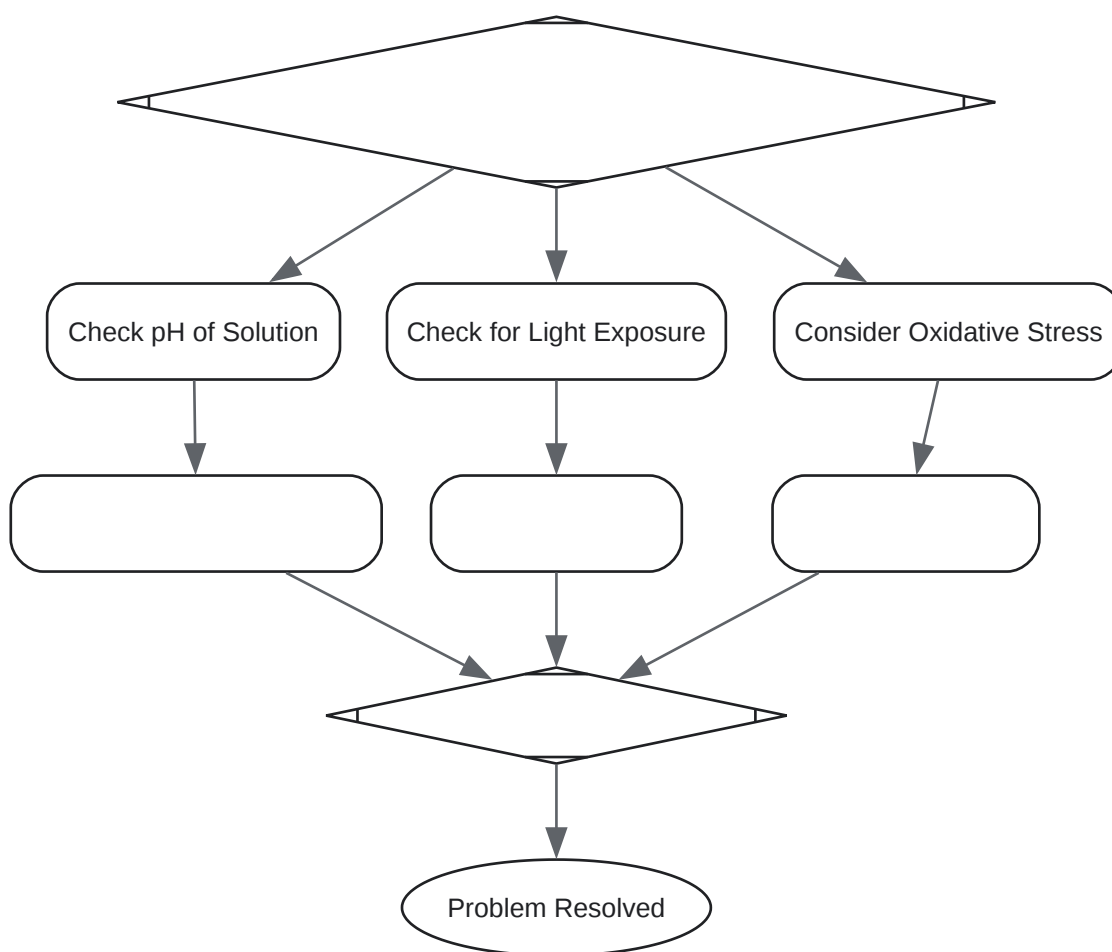 Check pH of Solution
Check for Light Exposure
Consider Oxidative Stress
Problem Resolved